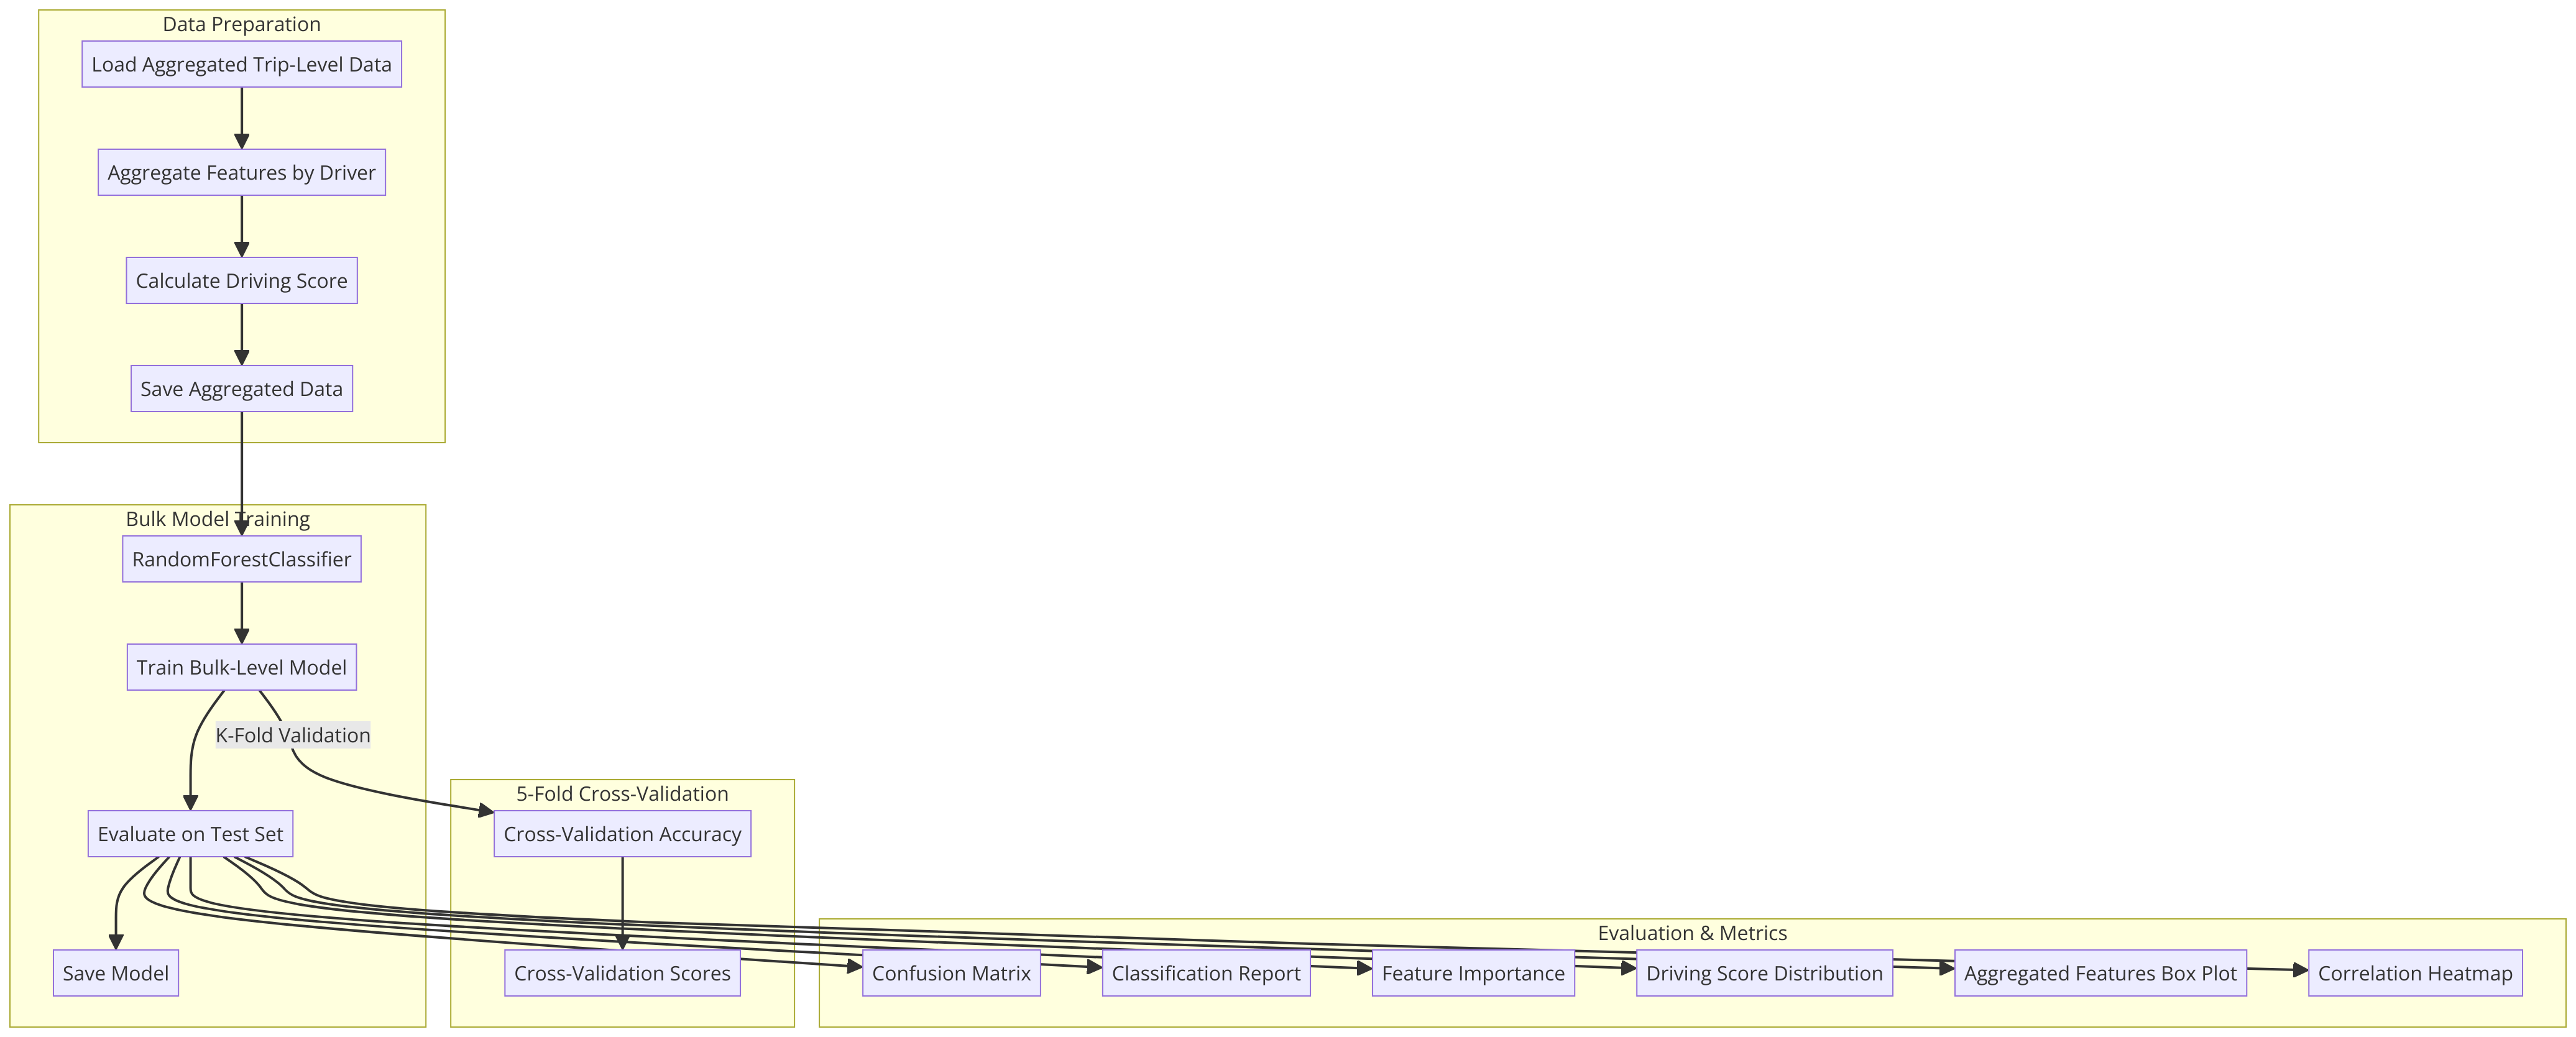 Data Preparation
Load Aggregated Trip-Level Data
Aggregate Features by Driver
Calculate Driving Score
Save Aggregated Data
Bulk Model Training
RandomForestClassifier
Train Bulk-Level Model
K-Fold Validation
Evaluate on Test Set
Save Model
5-Fold Cross-Validation
Cross-Validation Accuracy
Cross-Validation Scores
Evaluation & Metrics
Confusion Matrix
Classification Report
Feature Importance
Driving Score Distribution
Aggregated Features Box Plot
Correlation Heatmap